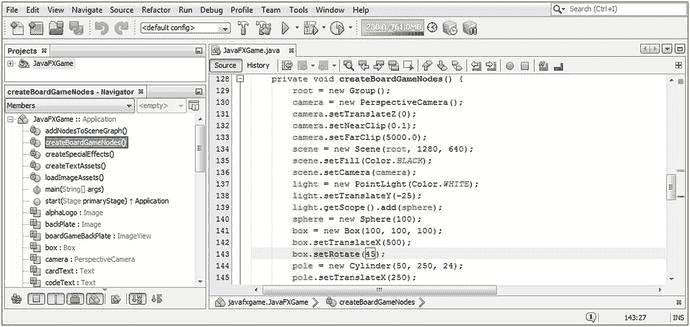 File Edit View Navigate Source Refactor Run Debug Profile Team Tools Window Help
Search (Ctrl+I)
<default config>
Projects
JavaFXGame
createBoardGameNodes - Navigator
Members
<empty>
JavaFXGame :: Application
addNodesToSceneGraph()
createBoardGameNodes()
createSpecialEffects()
createTextAssets()
loadImageAssets()
main(String[] args)
start(Stage primaryStage) ↑ Application
alphaLogo : Image
backPlate : Image
boardGameBackPlate : ImageView
box : Box
camera : PerspectiveCamera
cardText : Text
codeText : Text
JavaFXGame.java
Source History
128 private void createBoardGameNodes() {
129 root = new Group();
130 camera = new PerspectiveCamera();
131 camera.setTranslateZ(0);
132 camera.setNearClip(0.1);
133 camera.setFarClip(5000.0);
134 scene = new Scene(root, 1280, 640);
135 scene.setFill(Color.BLACK);
136 scene.setCamera(camera);
137 light = new PointLight(Color.WHITE);
138 light.setTranslateY(-25);
139 light.getScope().add(sphere);
140 sphere = new Sphere(100);
141 box = new Box(100, 100, 100);
142 box.setTranslateX(500);
143 box.setRotate(45);
144 pole = new Cylinder(50, 250, 24);
145 pole.setTranslateX(250);
javafxgame.JavaFXGame
createBoardGameNodes
143:27
INS